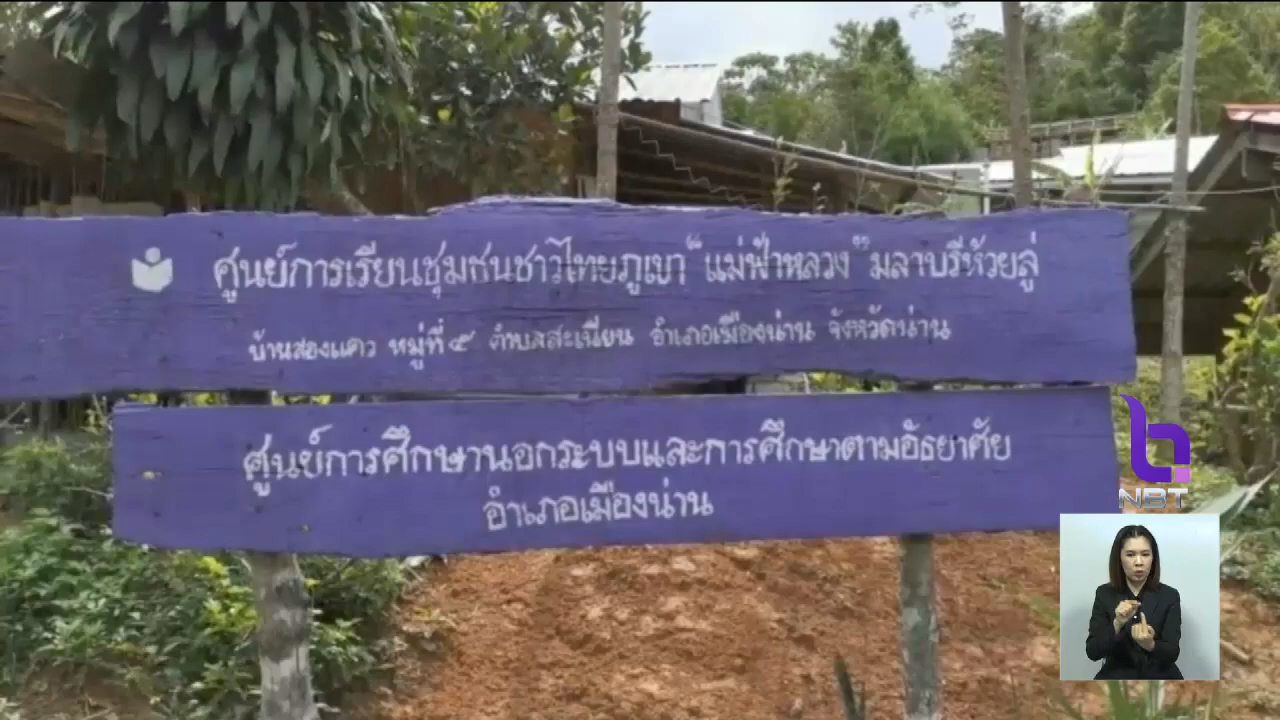 ศูนย์การเรียนชุมชนชาวไทยภูเขา "แม่ฟ้าหลวง" มลาบรีห้วยลู่
บ้านสองแคว หมู่ที่ ๕ ตำบลสะเนียน อำเภอเมืองน่าน จังหวัดน่าน
ศูนย์การศึกษานอกระบบและการศึกษาตามอัธยาศัย
อำเภอเมืองน่าน
NBT